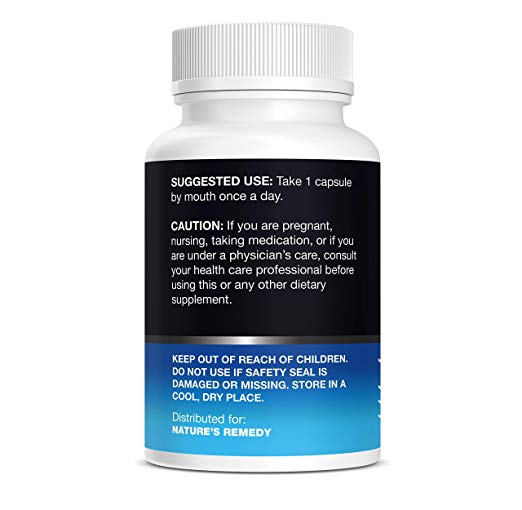 SUGGESTED USE: Take 1 capsule
by mouth once a day.
CAUTION: If you are pregnant,
nursing, taking medication, or if you
are under a physician's care, consult
your health care professional before
using this or any other dietary
supplement.
KEEP OUT OF REACH OF CHILDREN.
DO NOT USE IF SAFETY SEAL IS
DAMAGED OR MISSING. STORE IN A
COOL, DRY PLACE.
Distributed for:
NATURE'S REMEDY